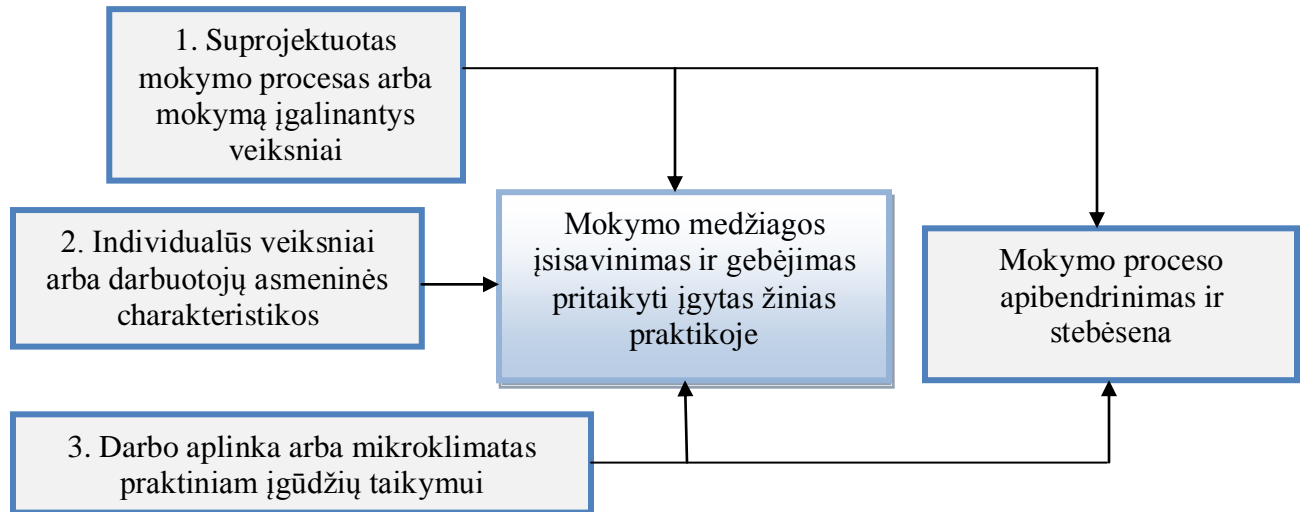 1. Suprojektuotas
mokymo procesas arba
mokymą įgalinantys
veiksniai
2. Individualūs veiksniai
arba darbuotojų asmeninės
charakteristikos
3. Darbo aplinka arba mikroklimatas
praktiniam įgūdžių taikymui
Mokymo medžiagos
įsisavinimas ir gebėjimas
pritaikyti įgytas žinias
praktikoje
Mokymo proceso
apibendrinimas ir
stebėsena